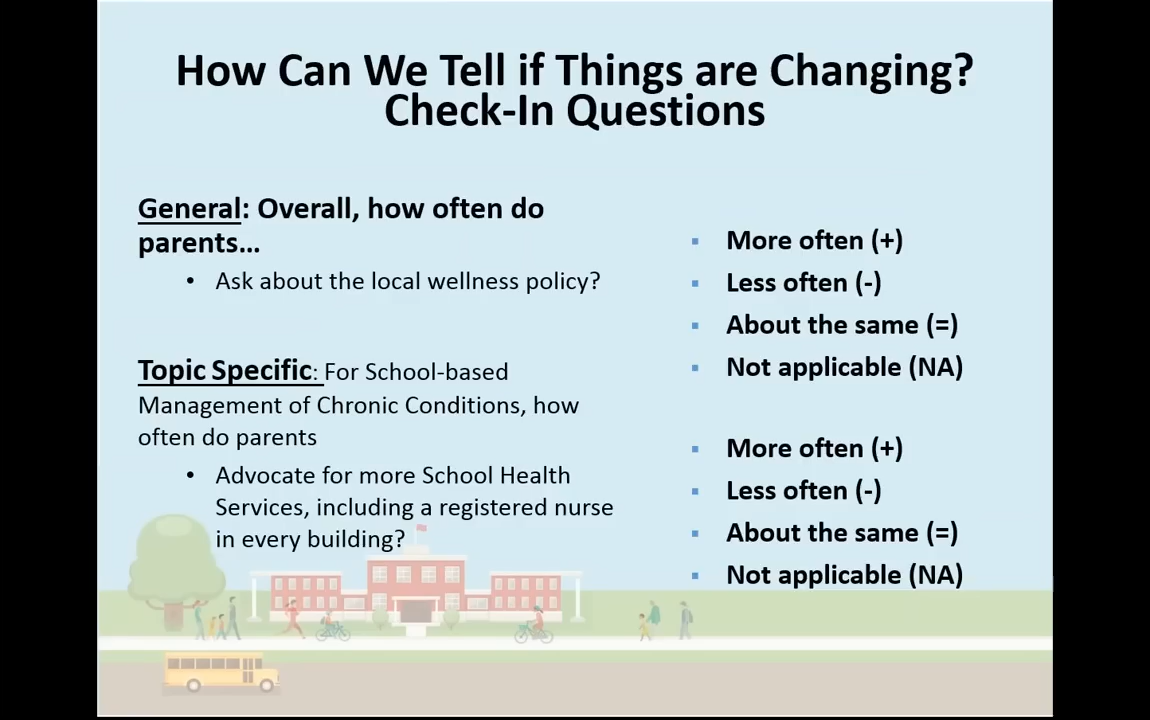 How Can We Tell if Things are Changing?
Check-In Questions
General: Overall, how often do
parents…
• Ask about the local wellness policy?
▪ More often (+)
▪ Less often (-)
▪ About the same (=)
▪ Not applicable (NA)
Topic Specific: For School-based
Management of Chronic Conditions, how
often do parents
• Advocate for more School Health
Services, including a registered nurse
in every building?
▪ More often (+)
▪ Less often (-)
▪ About the same (=)
▪ Not applicable (NA)